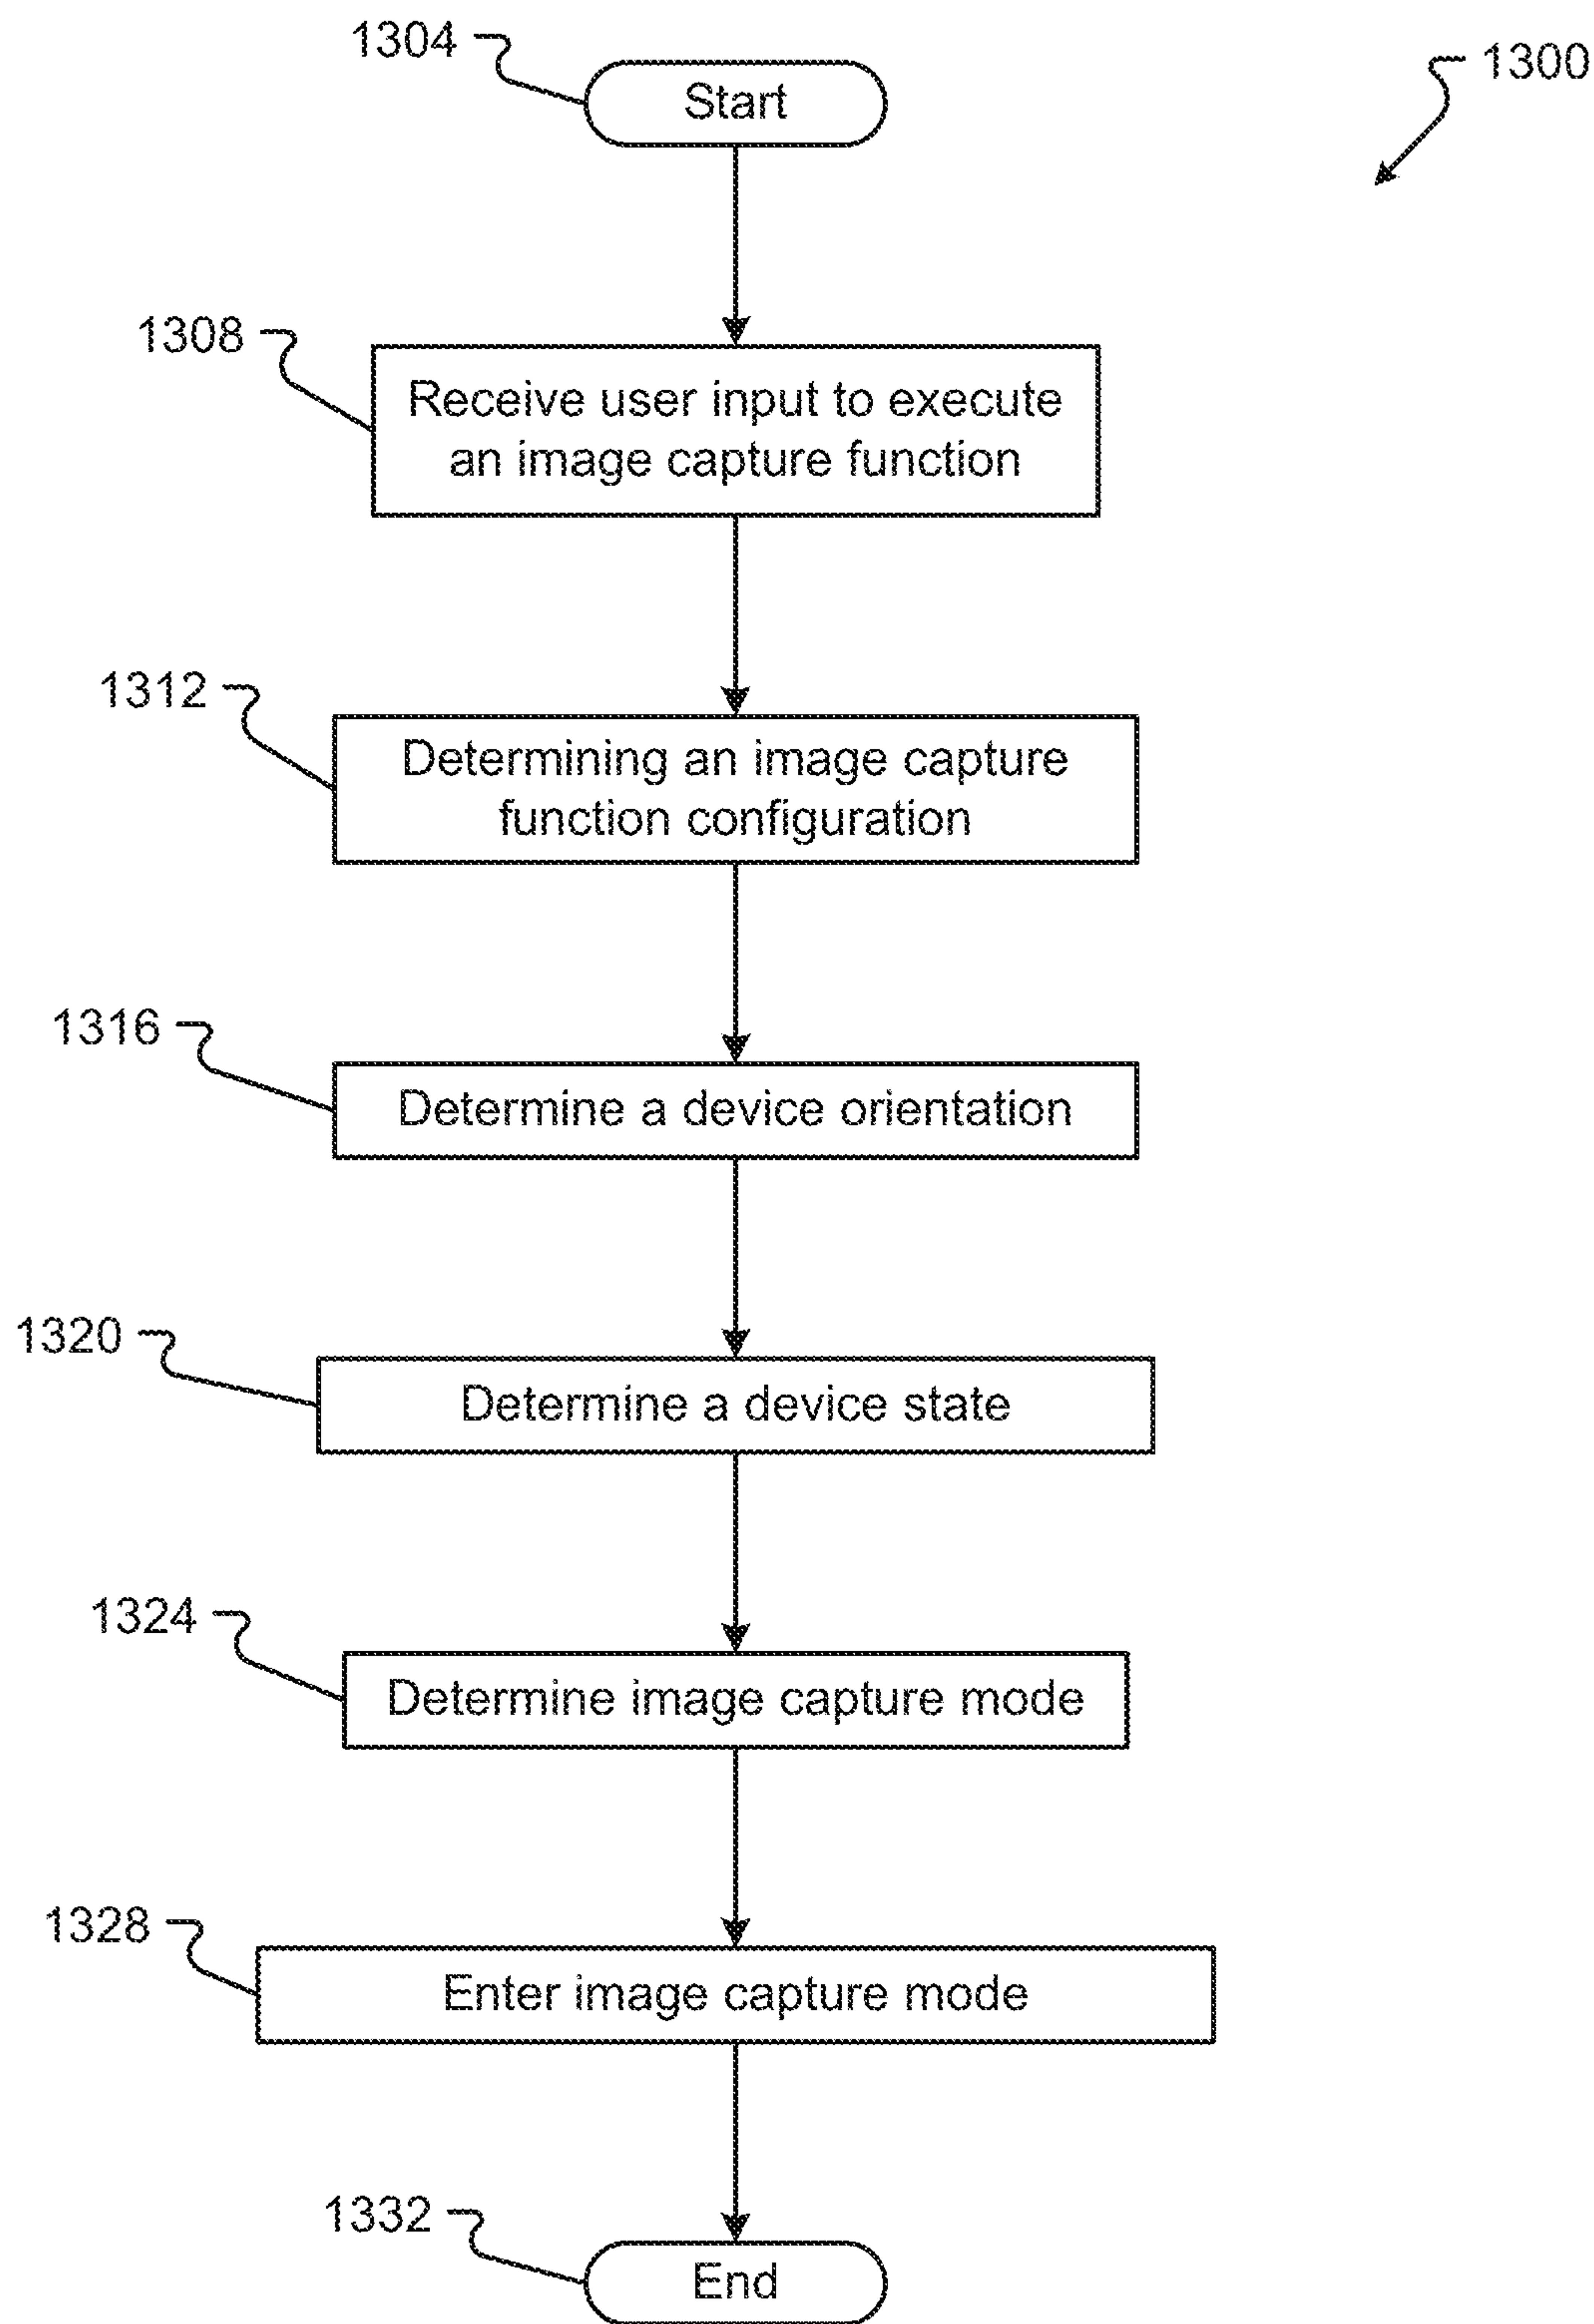 1304
Start
1300
1308
Receive user input to execute
an image capture function
1312
Determining an image capture
function configuration
1316
Determine a device orientation
1320
Determine a device state
1324
Determine image capture mode
1328
Enter image capture mode
1332
End